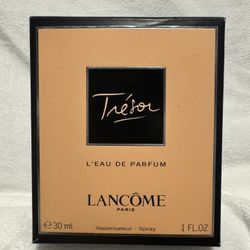 Trésor
L'EAU DE PARFUM
LANCÔME
PARIS
℮ 30 ml Vaporisateur - Spray 1 FL.OZ